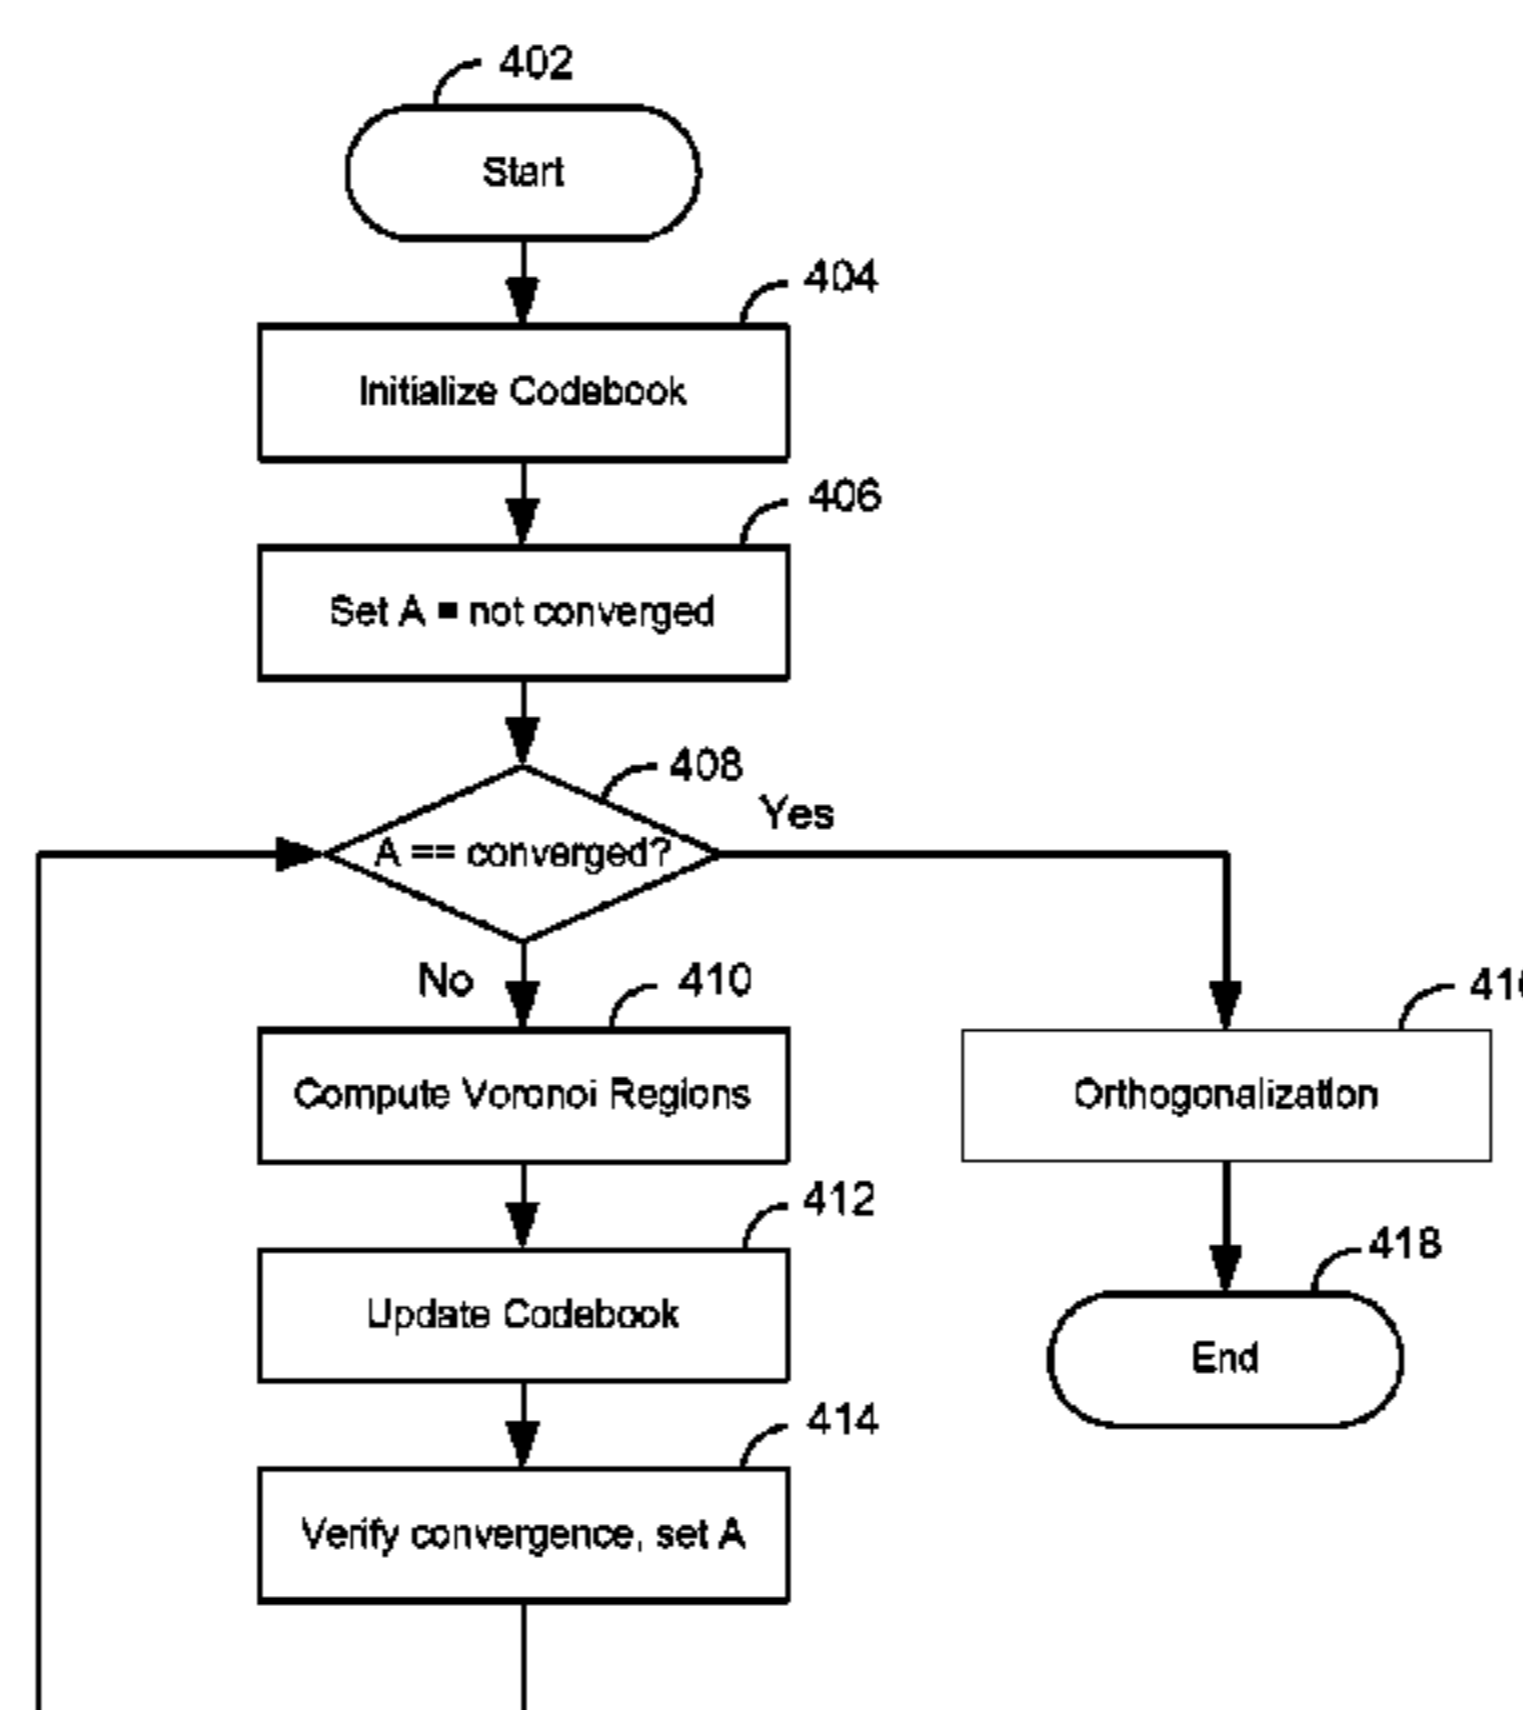 402
Start
404
Initialize Codebook
406
Set A = not converged
408
Yes
A == converged?
No
410
Compute Voronoi Regions
Orthogonalization
412
Update Codebook
418
End
414
Verify convergence, set A